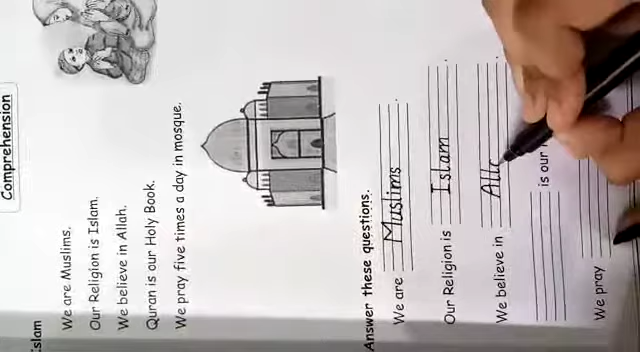 Comprehension
Islam
We are Muslims.
Our Religion is Islam.
We believe in Allah.
Quran is our Holy Book.
We pray five times a day in mosque.
Answer these questions.
We are Muslims.
Our Religion is Islam.
We believe in Alla
is our
We pray